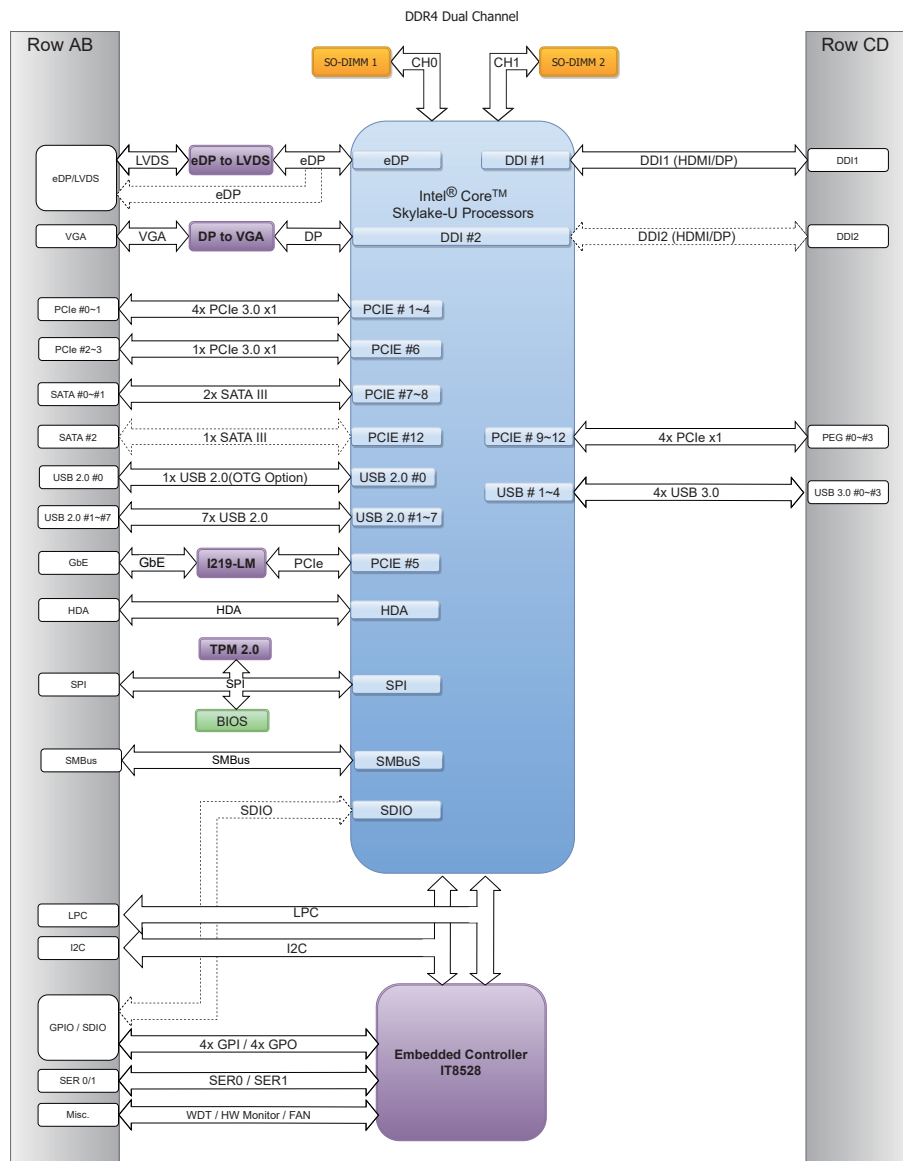 DDR4 Dual Channel
Row AB
Row CD
SO-DIMM 1
CH0
CH1
SO-DIMM 2
eDP/LVDS
LVDS
eDP to LVDS
eDP
eDP
DDI #1
DDI1 (HDMI/DP)
DDI1
eDP
Intel® Core™
Skylake-U Processors
VGA
VGA
DP to VGA
DP
DDI #2
DDI2 (HDMI/DP)
DDI2
PCIe #0~1
4x PCIe 3.0 x1
PCIE # 1~4
PCIe #2~3
1x PCIe 3.0 x1
PCIE #6
SATA #0~#1
2x SATA III
PCIE #7~8
SATA #2
1x SATA III
PCIE #12
PCIE # 9~12
4x PCIe x1
PEG #0~#3
USB 2.0 #0
1x USB 2.0(OTG Option)
USB 2.0 #0
USB # 1~4
4x USB 3.0
USB 3.0 #0~#3
USB 2.0 #1~#7
7x USB 2.0
USB 2.0 #1~7
GbE
GbE
I219-LM
PCIe
PCIE #5
HDA
HDA
HDA
TPM 2.0
SPI
SPI
SPI
BIOS
SMBus
SMBus
SMBuS
SDIO
SDIO
LPC
LPC
I2C
I2C
GPIO / SDIO
4x GPI / 4x GPO
Embedded Controller
IT8528
SER 0/1
SER0 / SER1
Misc.
WDT / HW Monitor / FAN